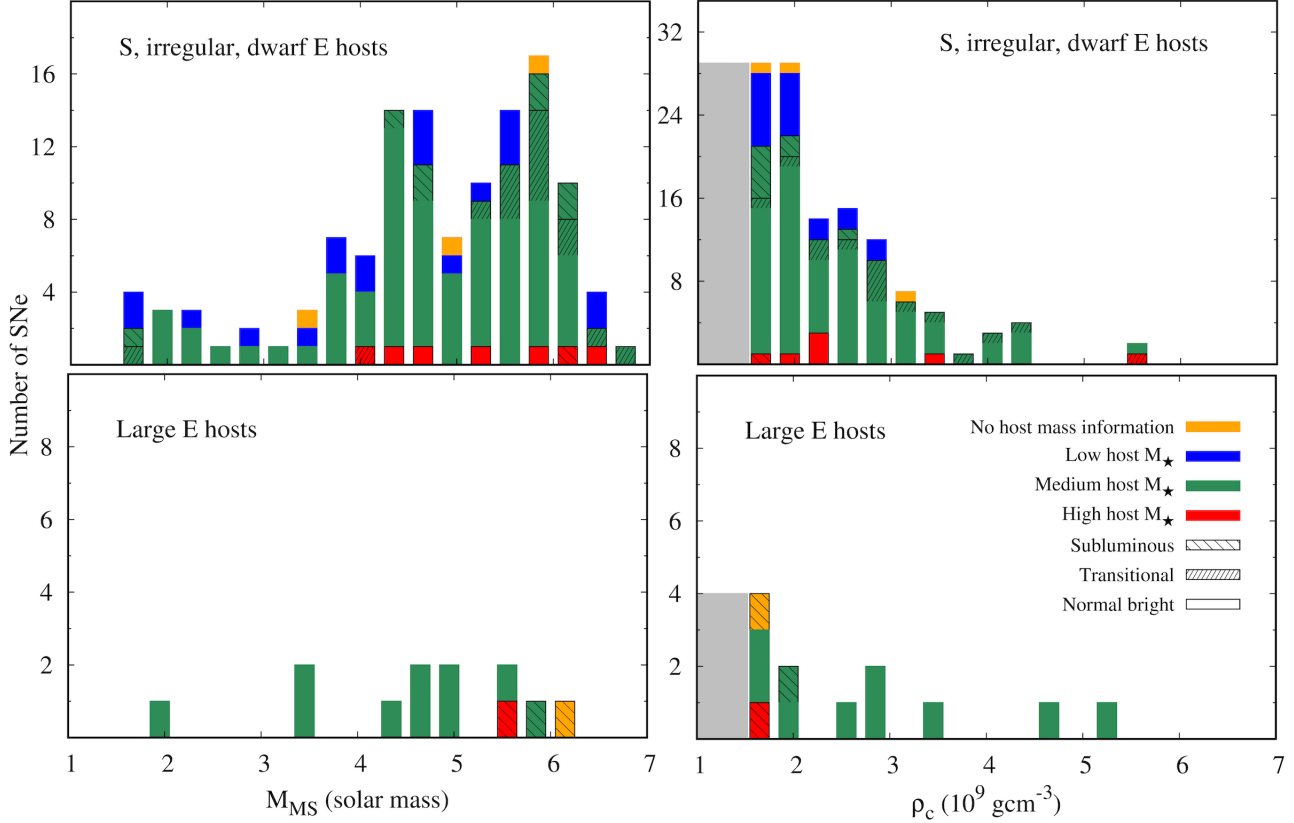 S, irregular, dwarf E hosts
16
12
8
4
S, irregular, dwarf E hosts
32
24
16
8
Number of SNe
Large E hosts
8
6
4
2
1 2 3 4 5 6 7
M_MS (solar mass)
Large E hosts
8
6
4
2
No host mass information
Low host M★
Medium host M★
High host M★
Subluminous
Transitional
Normal bright
1 2 3 4 5 6 7
ρ_c (10^9 gcm^-3)